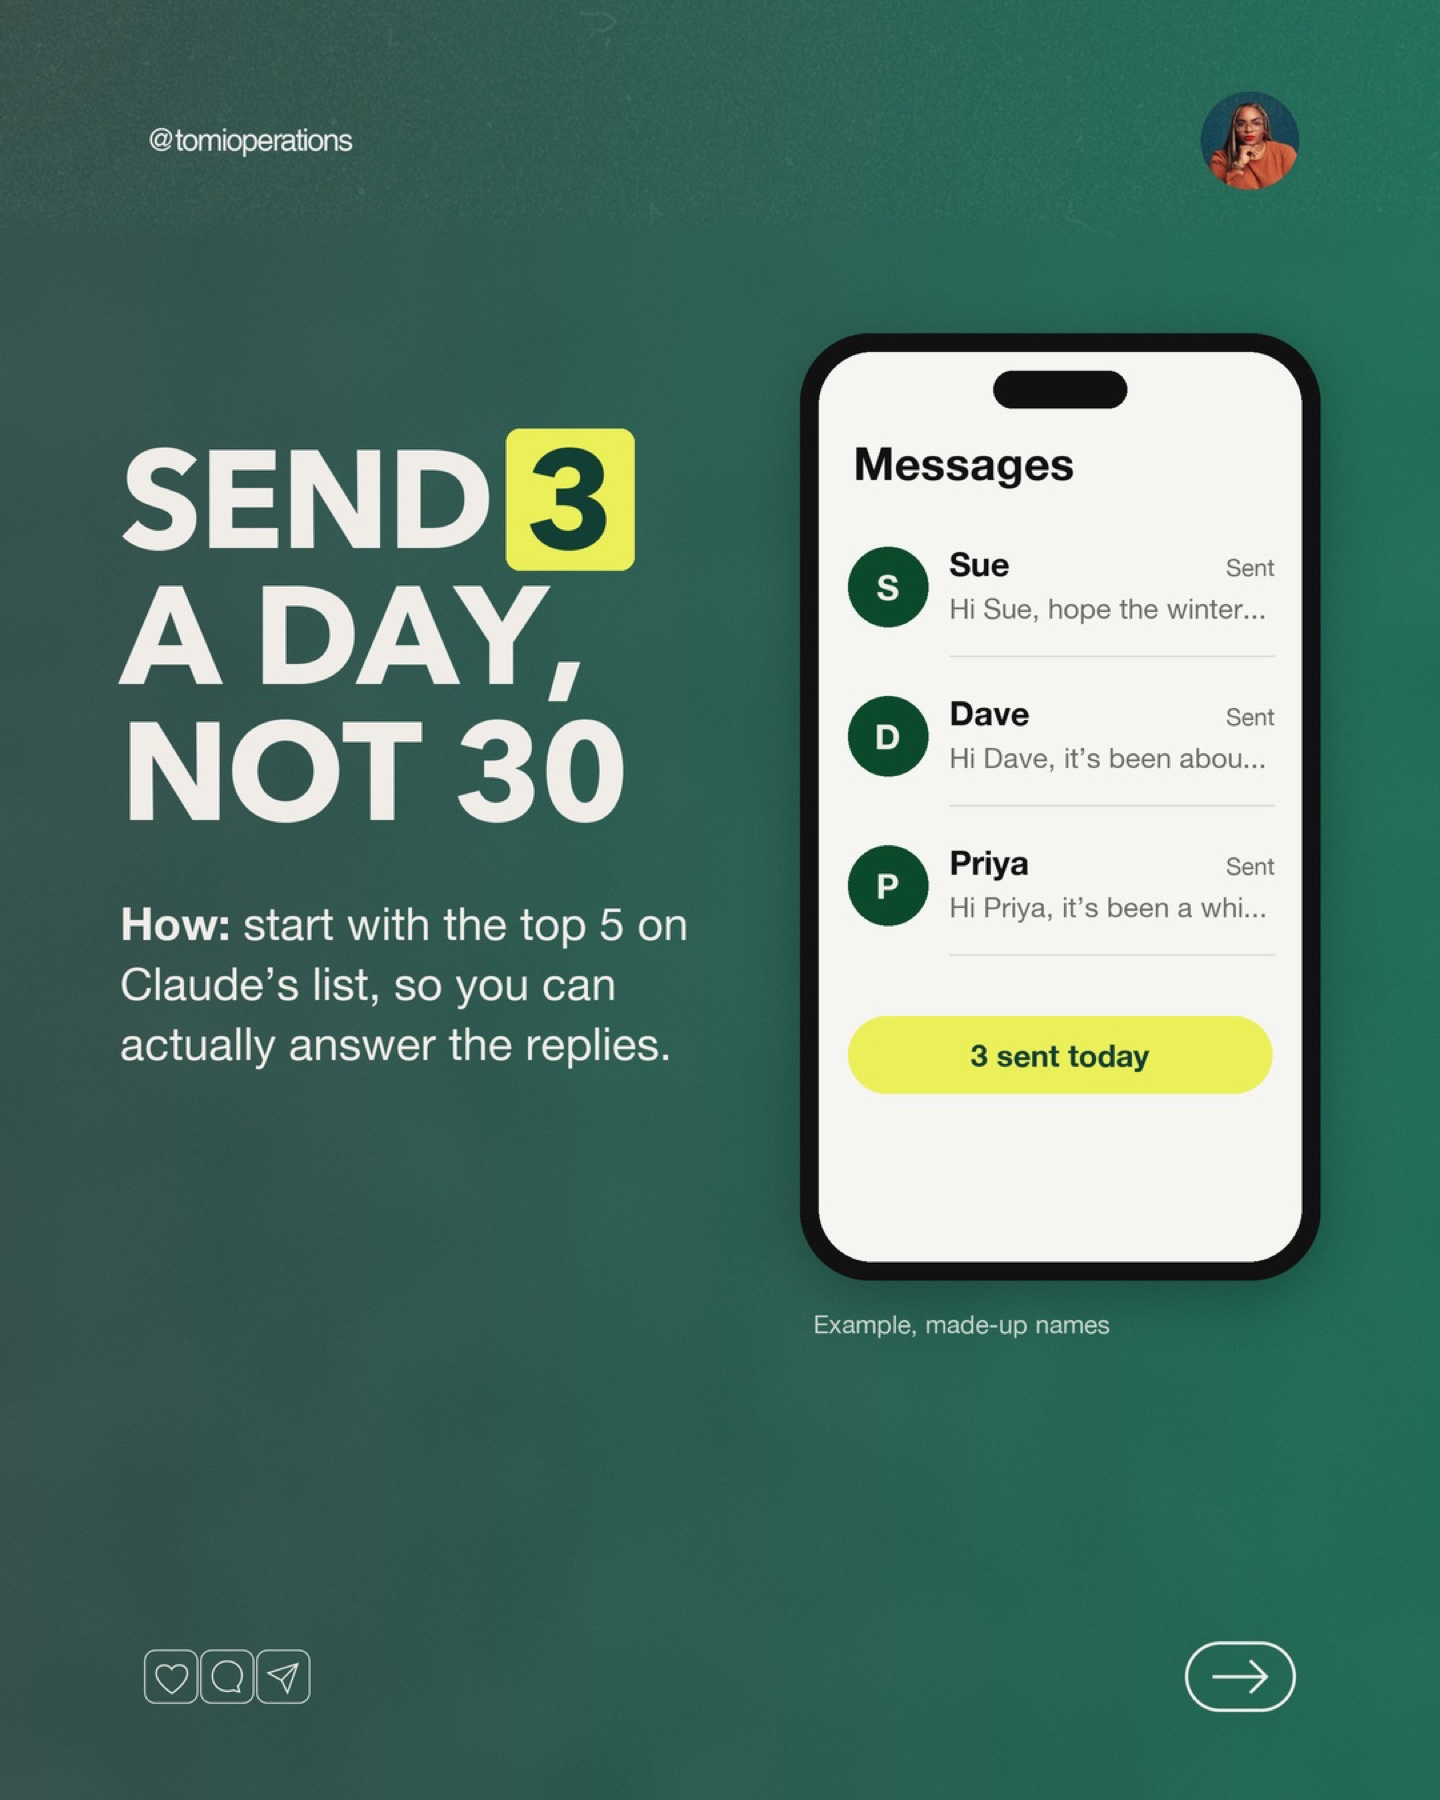 @tomioperations
SEND 3
A DAY,
NOT 30
How: start with the top 5 on
Claude’s list, so you can
actually answer the replies.
Messages
S
Sue
Sent
Hi Sue, hope the winter...
D
Dave
Sent
Hi Dave, it’s been abou...
P
Priya
Sent
Hi Priya, it’s been a whi...
3 sent today
Example, made-up names